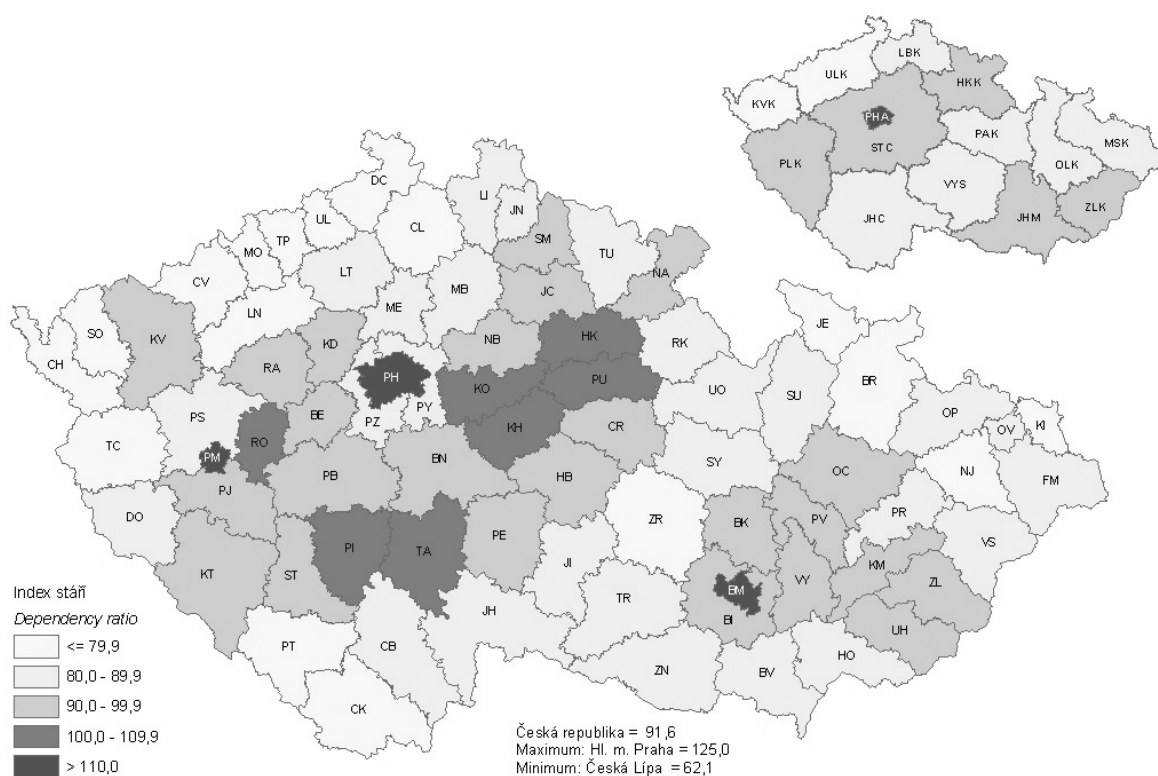 LBK
ULK
HKK
KVK
PHA
PAK
STC
MSK
PLK
OLK
VYS
JHC
JHM
ZLK
DC
LI
JN
UL
CL
TP
MO
SM
TU
CV
LT
NA
MB
JC
ME
LN
JE
SO
KV
KD
NB
HK
RK
CH
RA
PH
KO
PU
BR
PS
BE
PZ
PY
UO
SU
OP
KH
CR
OV
KI
TC
RO
PM
BN
SY
OC
NJ
PB
HB
FM
PJ
DO
ZR
BK
PV
PR
PI
TA
PE
VS
KT
ST
JI
KM
ZL
BM
VY
TR
BI
JH
UH
PT
CB
HO
ZN
BV
CK
Index stáří
Dependency ratio
<= 79,9
80,0 - 89,9
90,0 - 99,9
100,0 - 109,9
> 110,0
Česká republika = 91,6
Maximum: Hl. m. Praha = 125,0
Minimum: Česká Lípa = 62,1